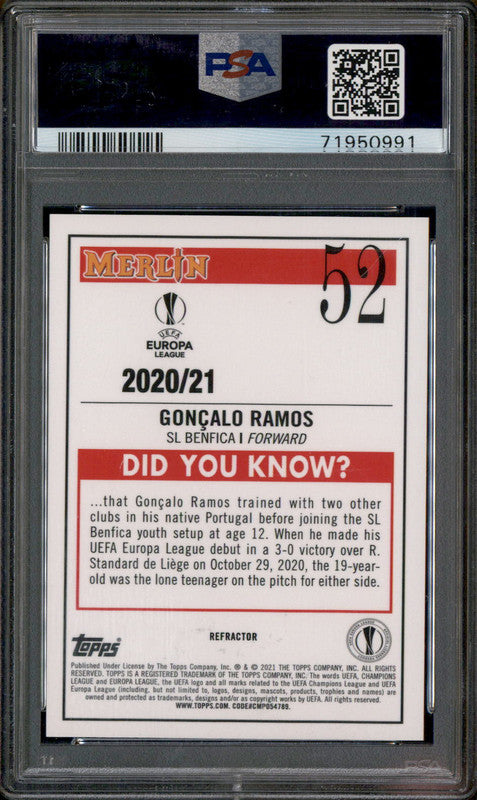 PSA
71950991
MERLIN
52
UEFA
EUROPA
LEAGUE
2020/21
GONÇALO RAMOS
SL BENFICA | FORWARD
DID YOU KNOW?
...that Gonçalo Ramos trained with two other
clubs in his native Portugal before joining the SL
Benfica youth setup at age 12. When he made his
UEFA Europa League debut in a 3-0 victory over R.
Standard de Liège on October 29, 2020, the 19-year-
old was the lone teenager on the pitch for either side.
REFRACTOR
topps
Published Under License by The Topps Company, Inc. ® & © 2021 THE TOPPS COMPANY, INC. ALL RIGHTS
RESERVED. TOPPS IS A REGISTERED TRADEMARK OF THE TOPPS COMPANY, INC. The words UEFA, CHAMPIONS
LEAGUE and EUROPA LEAGUE, the UEFA logo and all marks related to the UEFA Champions League and UEFA
Europa League (including, but not limited to, logos, designs, mascots, products, trophies and names) are
owned and protected as trademarks, designs and/or as copyright works by UEFA. All rights reserved.
WWW.TOPPS.COM. CODE#CMP054789.